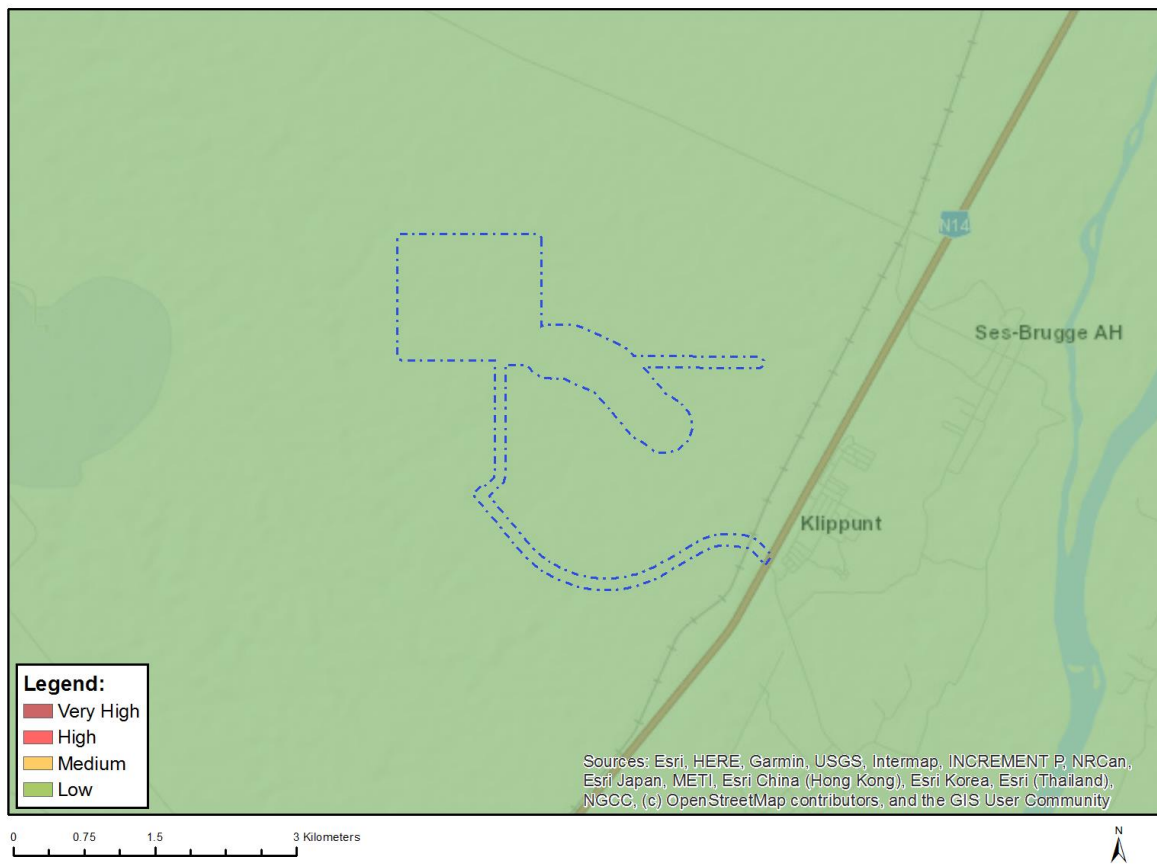 N14
Ses-Brugge AH
Klippunt
Legend:
Very High
High
Medium
Low
Sources: Esri, HERE, Garmin, USGS, Intermap, INCREMENT P, NRCan,
Esri Japan, METI, Esri China (Hong Kong), Esri Korea, Esri (Thailand),
NGCC, (c) OpenStreetMap contributors, and the GIS User Community
0 0.75 1.5 3 Kilometers
N